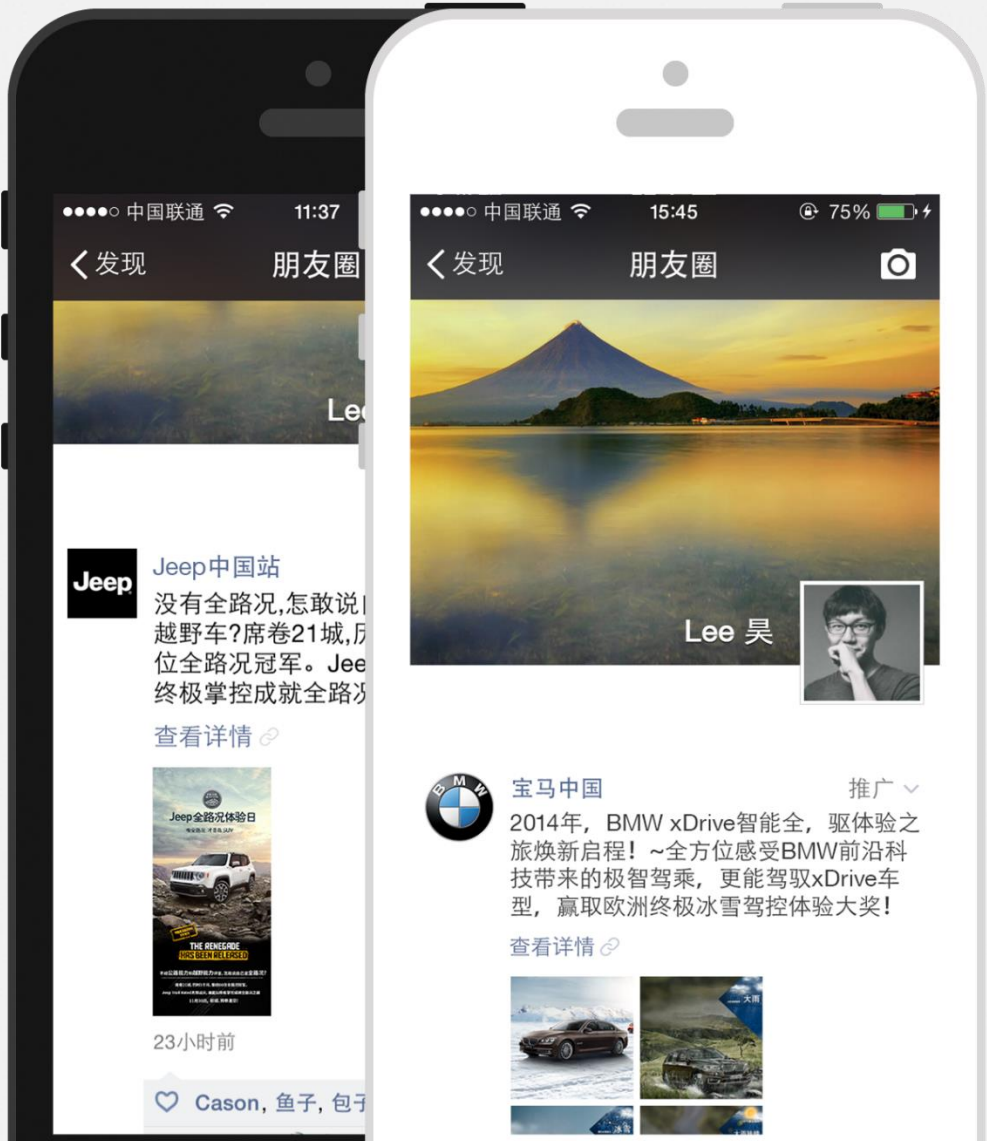 中国联通
11:37
发现
朋友圈
Lee
Jeep
Jeep中国站
没有全路况,怎敢说
越野车?席卷21城,历
位全路况冠军。Jee
终极掌控成就全路况
查看详情
Jeep全路况体验日
THE RENEGADE
HAS BEEN RELEASED
23小时前
Cason, 鱼子, 包子
中国联通
15:45
75%
发现
朋友圈
Lee 昊
BMW
宝马中国
推广
2014年，BMW xDrive智能全，驱体验之
旅焕新启程！~全方位感受BMW前沿科
技带来的极智驾乘，更能驾驭xDrive车
型，赢取欧洲终极冰雪驾控体验大奖！
查看详情
大雨
冰雪